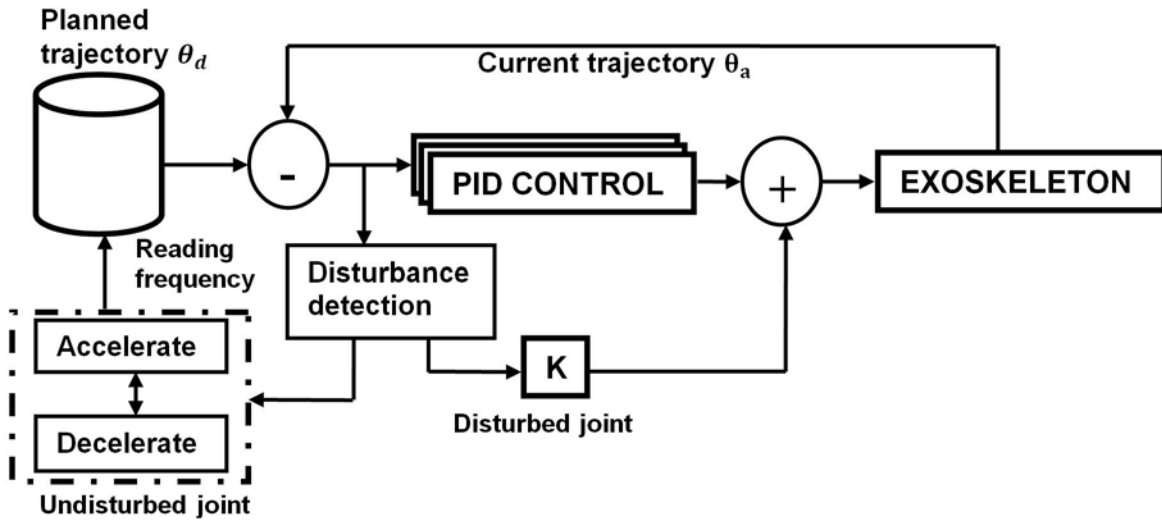 Planned
trajectory θd
Current trajectory θa
-
PID CONTROL
+
EXOSKELETON
Reading
frequency
Disturbance
detection
Accelerate
K
Decelerate
Disturbed joint
Undisturbed joint